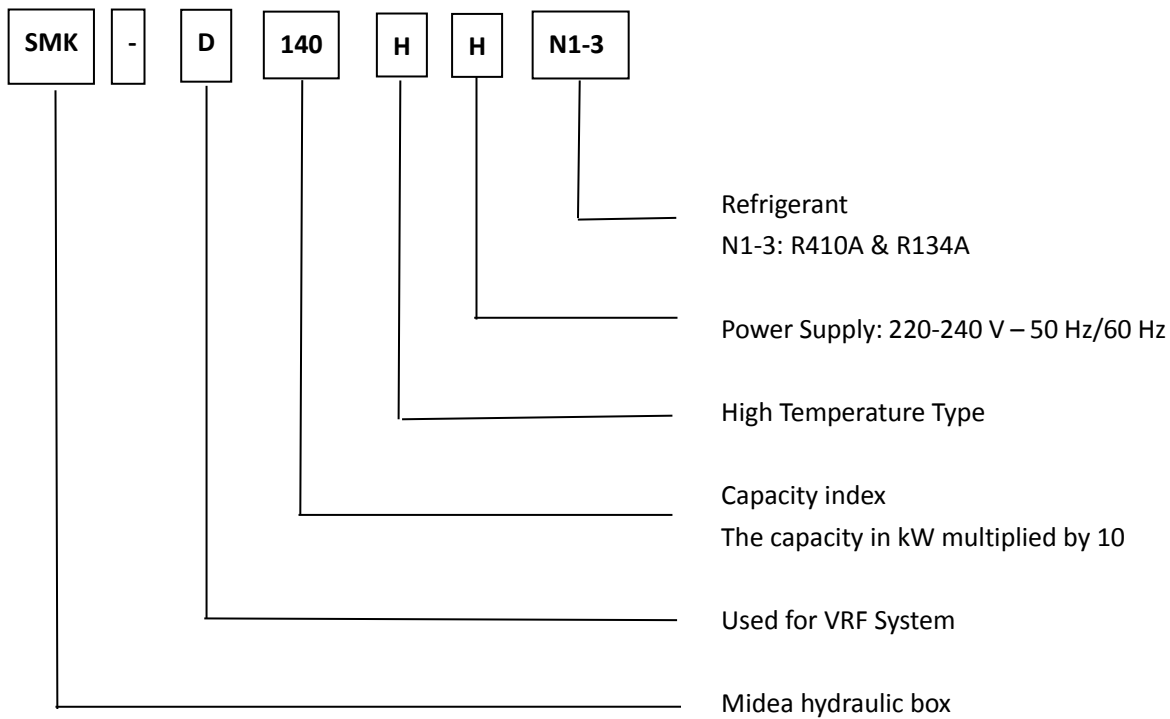 SMK - D 140 H H N1-3
Refrigerant
N1-3: R410A & R134A
Power Supply: 220-240 V – 50 Hz/60 Hz
High Temperature Type
Capacity index
The capacity in kW multiplied by 10
Used for VRF System
Midea hydraulic box